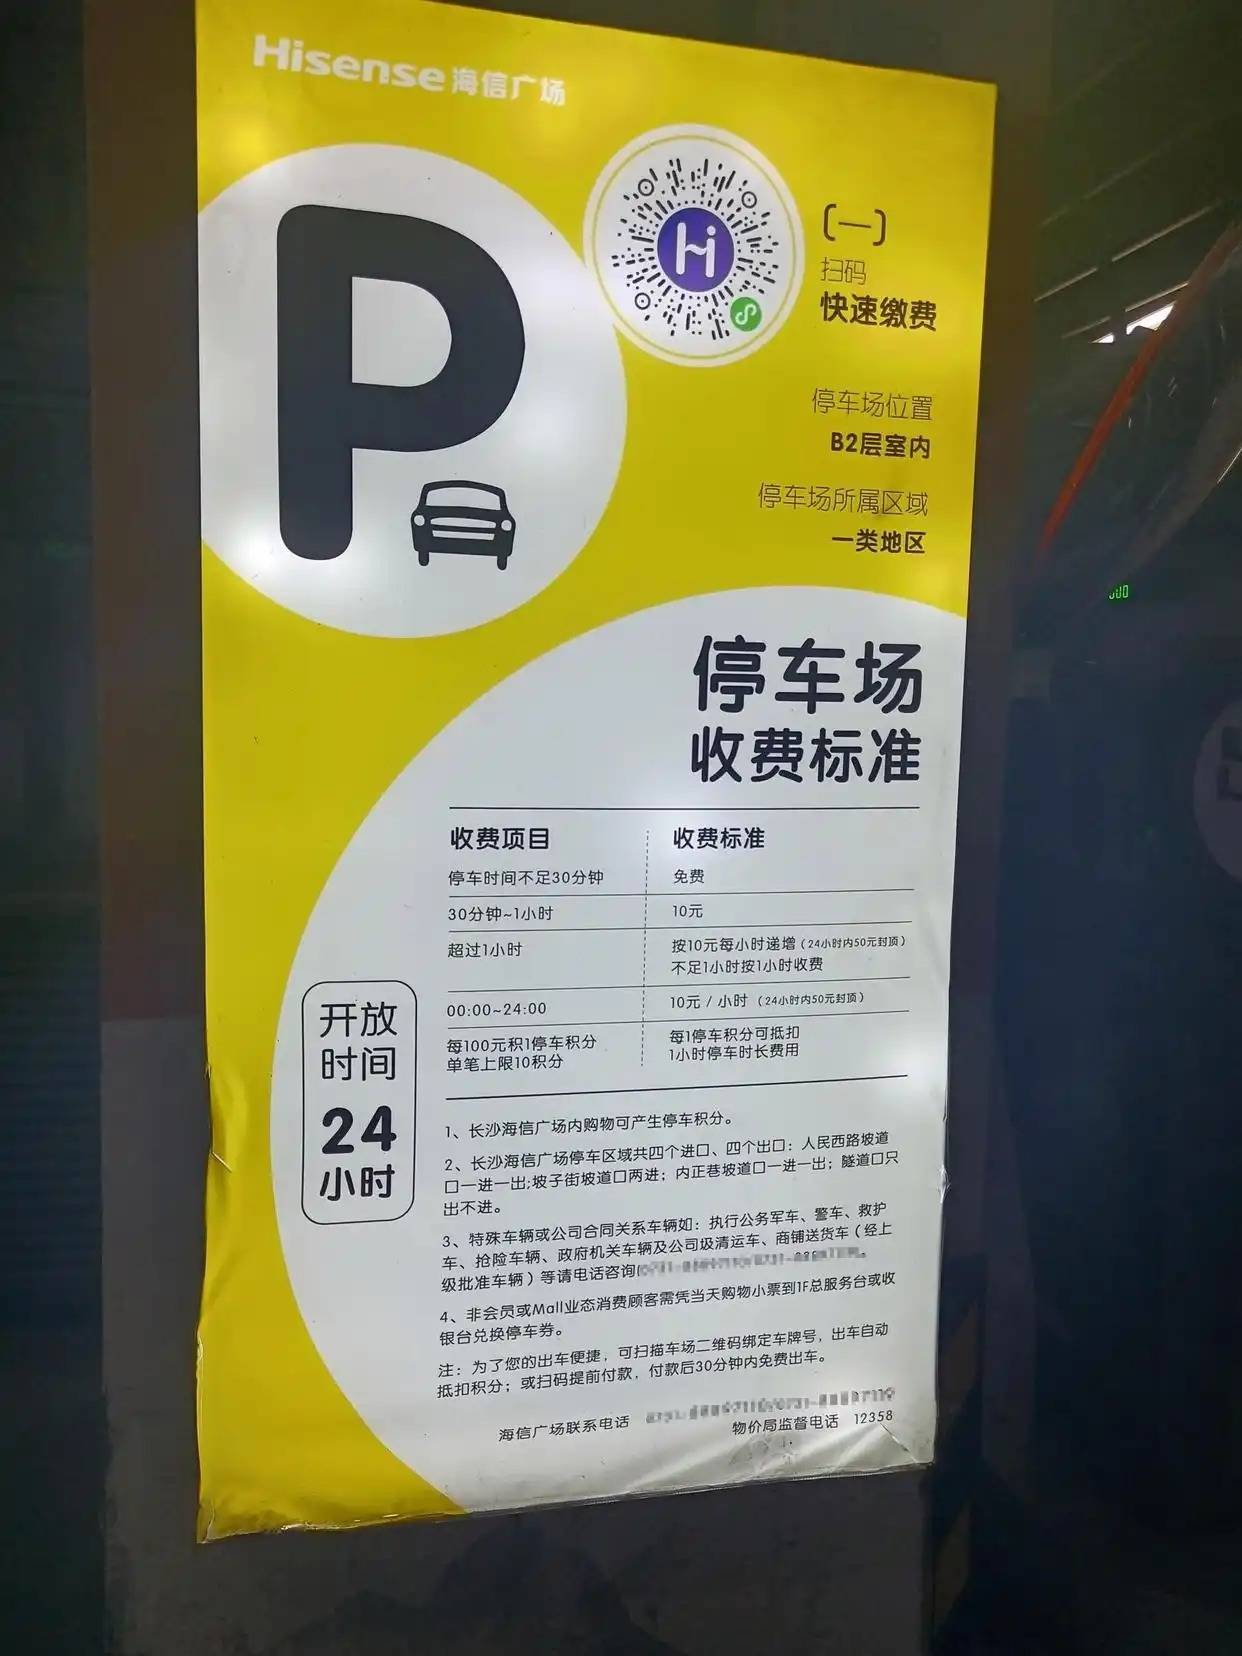 Hisense 海信广场
Hi
扫码
快速缴费
停车场位置
B2层室内
停车场所属区域
一类地区
P
停车场
收费标准
收费项目 收费标准
停车时间不足30分钟 免费
30分钟~1小时 10元
超过1小时 按10元每小时递增（24小时内50元封顶）
不足1小时按1小时收费
00:00~24:00 10元 / 小时 （24小时内50元封顶）
每100元积1停车积分 每1停车积分可抵扣
单笔上限10积分 1小时停车时长费用
开放
时间
24
小时
1、长沙海信广场内购物可产生停车积分。
2、长沙海信广场停车区域共四个进口、四个出口：人民西路坡道
口一进一出;坡子街坡道口两进；内正巷坡道口一进一出；隧道口只
出不进。
3、特殊车辆或公司合同关系车辆如：执行公务军车、警车、救护
车、抢险车辆、政府机关车辆及公司圾清运车、商铺送货车（经上
级批准车辆）等请电话咨询
4、非会员或Mall业态消费顾客需凭当天购物小票到1F总服务台或收
银台兑换停车券。
注：为了您的出车便捷，可扫描车场二维码绑定车牌号，出车自动
抵扣积分；或扫码提前付款，付款后30分钟内免费出车。
海信广场联系电话
物价局监督电话 12358